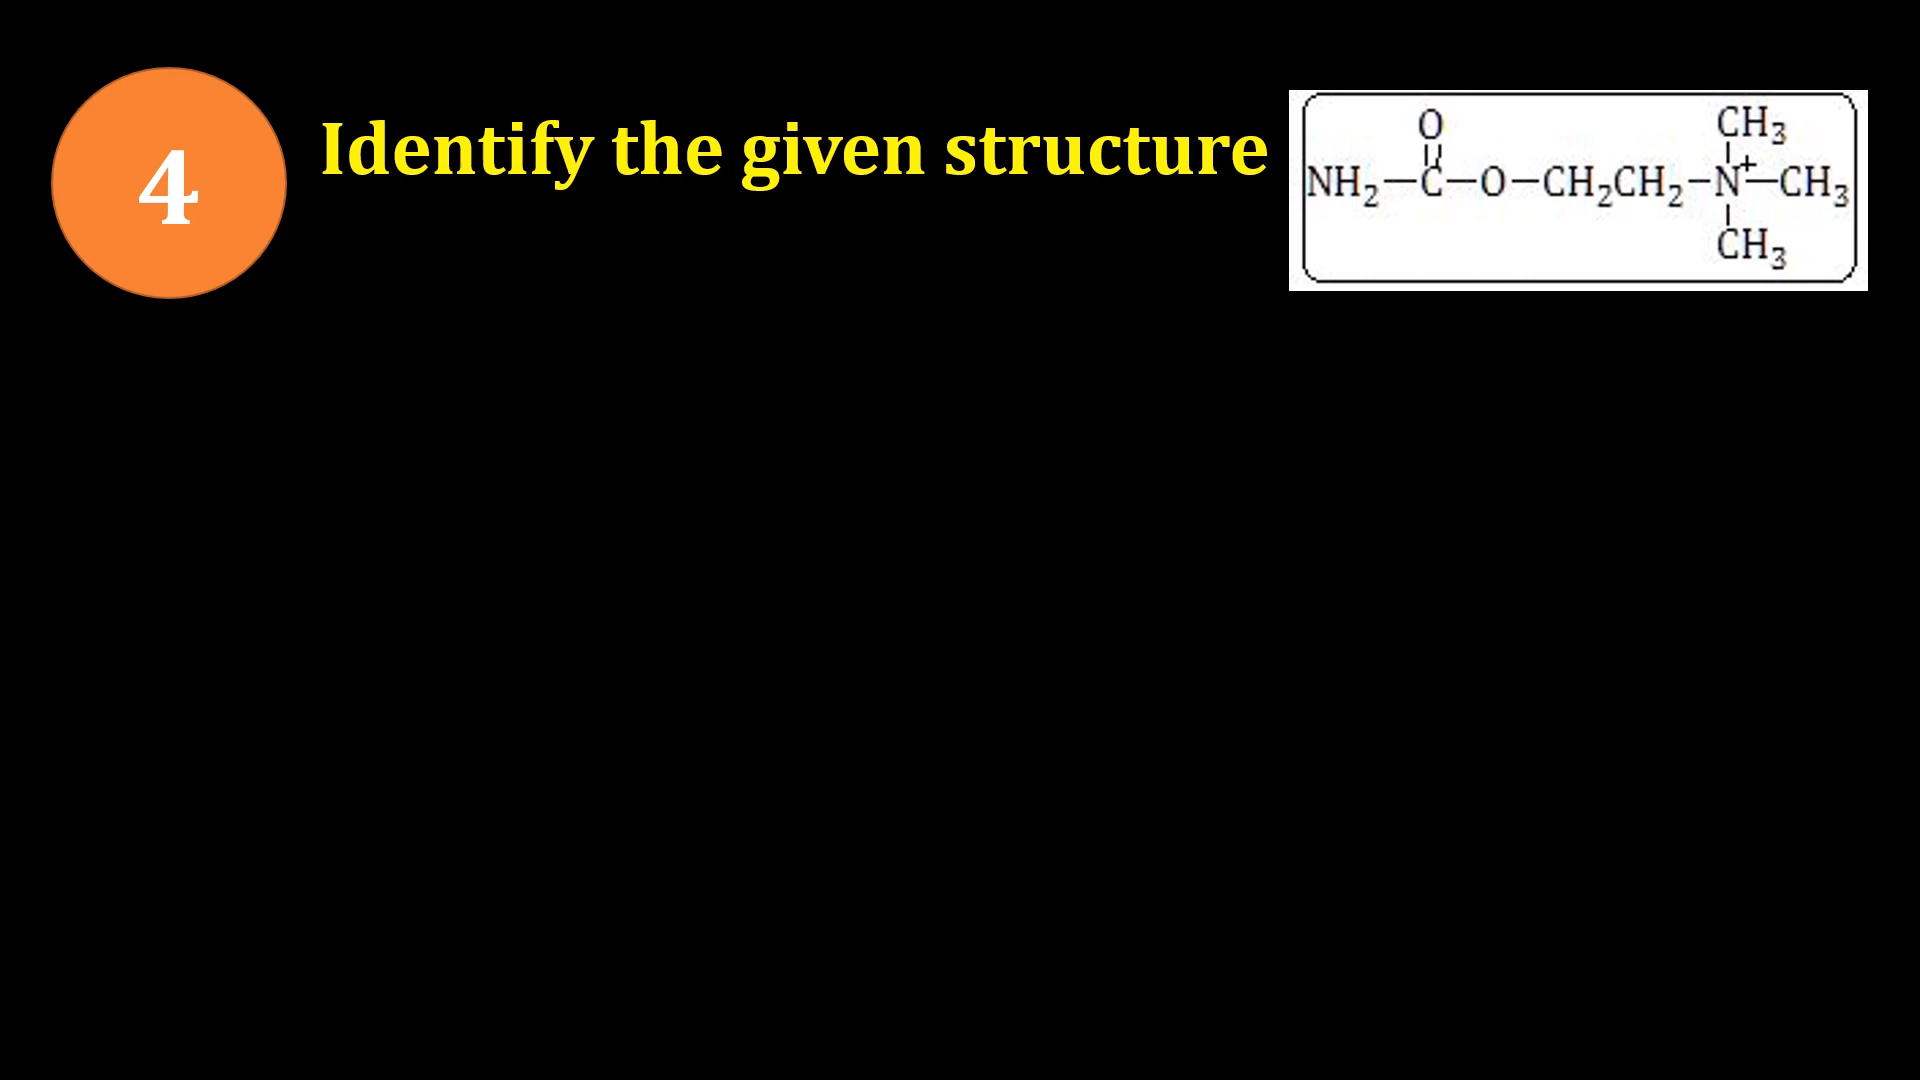 4
Identify the given structure
O
CH₃
NH₂—C—O—CH₂CH₂—N⁺—CH₃
CH₃